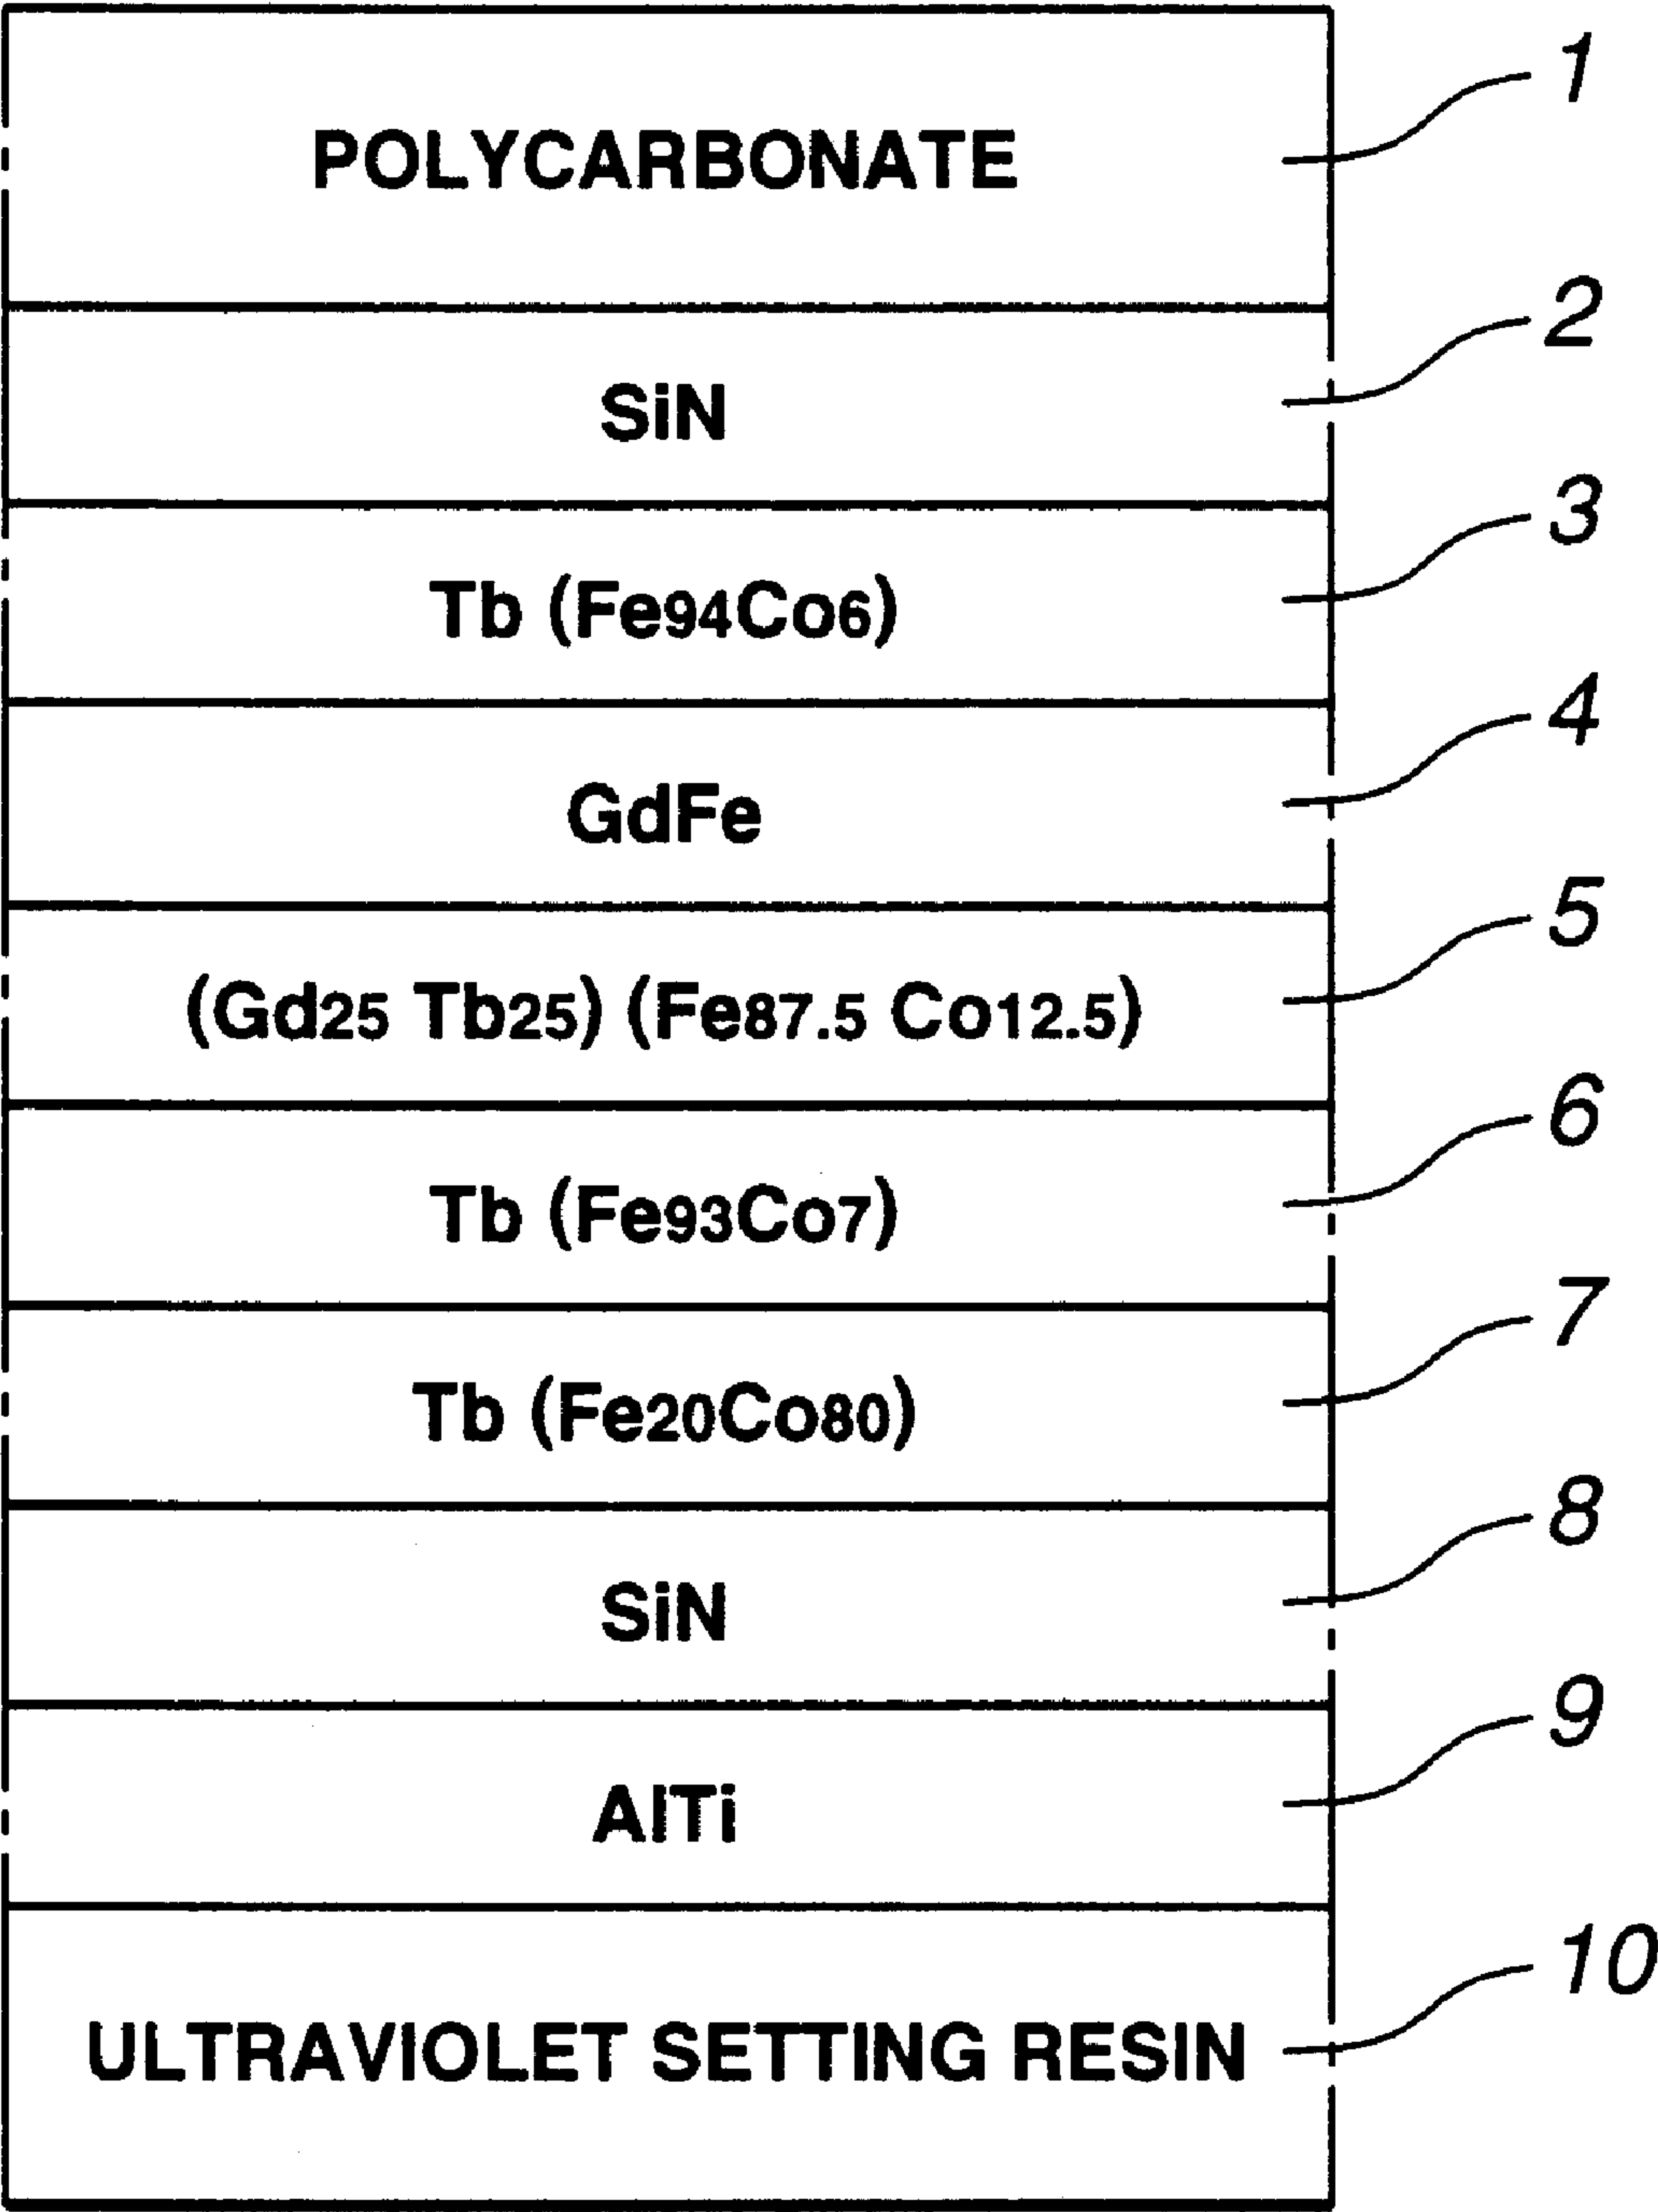 1
POLYCARBONATE
2
SiN
3
Tb (Fe94Co6)
4
GdFe
5
(Gd25 Tb25) (Fe87.5 Co12.5)
6
Tb (Fe93Co7)
7
Tb (Fe20Co80)
8
SiN
9
AlTi
10
ULTRAVIOLET SETTING RESIN